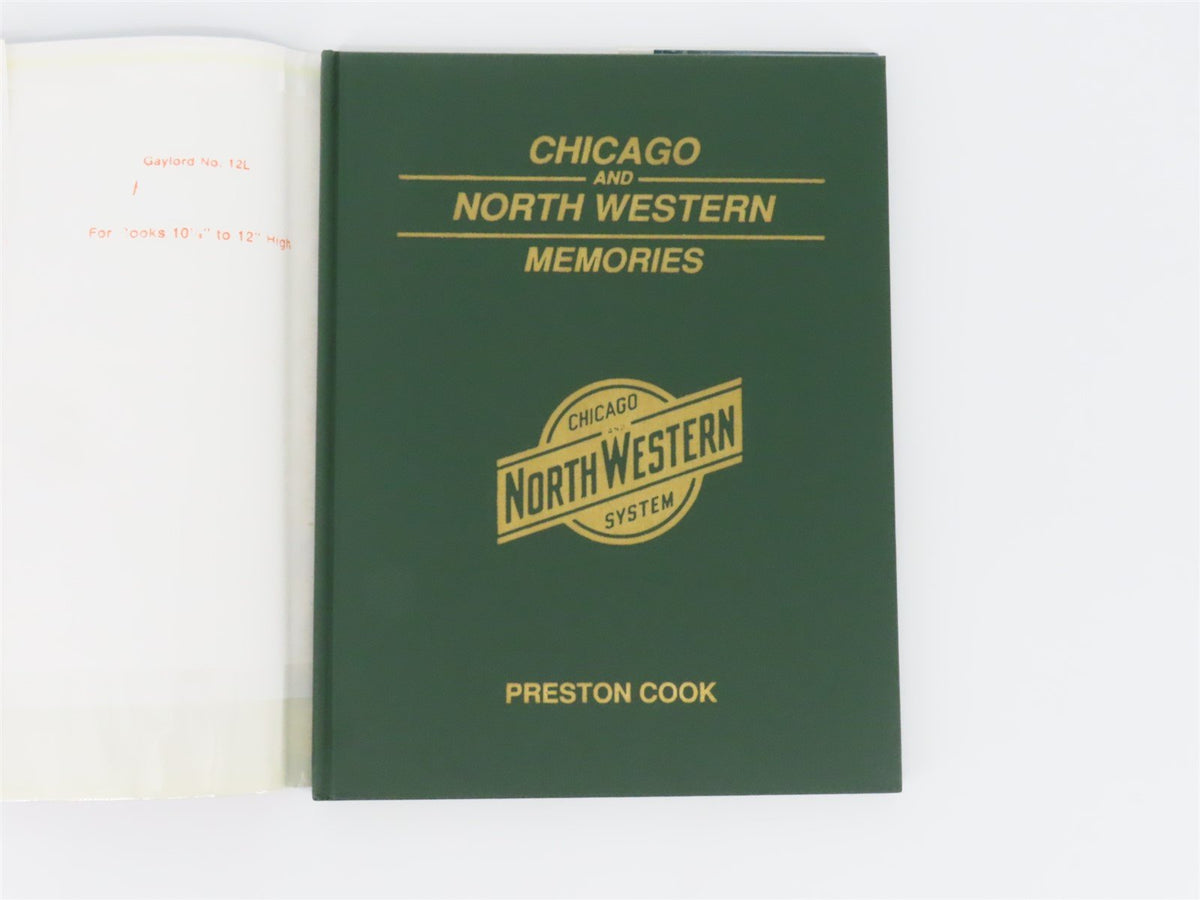 Gaylord No. 12L
For ooks 10¼" to 12" High
CHICAGO
AND
NORTH WESTERN
MEMORIES
CHICAGO
AND
NORTH WESTERN
SYSTEM
PRESTON COOK